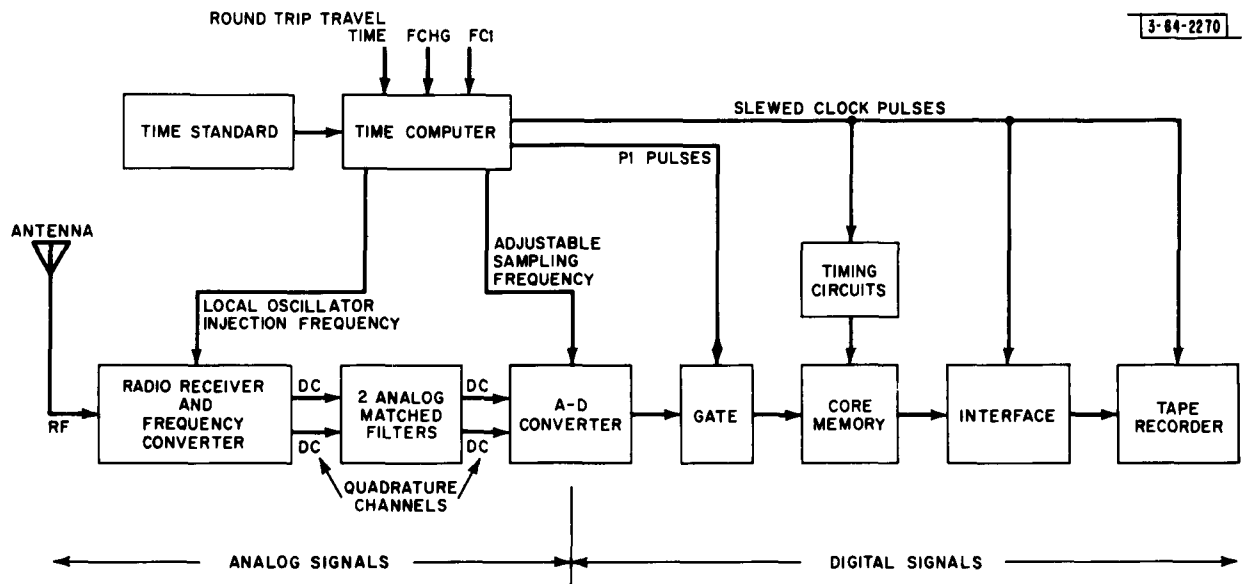 ROUND TRIP TRAVEL
TIME
FCHG
FC1
3-64-2270
TIME STANDARD
TIME COMPUTER
SLEWED CLOCK PULSES
P1 PULSES
ANTENNA
ADJUSTABLE
SAMPLING
FREQUENCY
TIMING
CIRCUITS
LOCAL OSCILLATOR
INJECTION FREQUENCY
RF
RADIO RECEIVER
AND
FREQUENCY
CONVERTER
DC
DC
2 ANALOG
MATCHED
FILTERS
DC
DC
A-D
CONVERTER
GATE
CORE
MEMORY
INTERFACE
TAPE
RECORDER
QUADRATURE
CHANNELS
ANALOG SIGNALS
DIGITAL SIGNALS